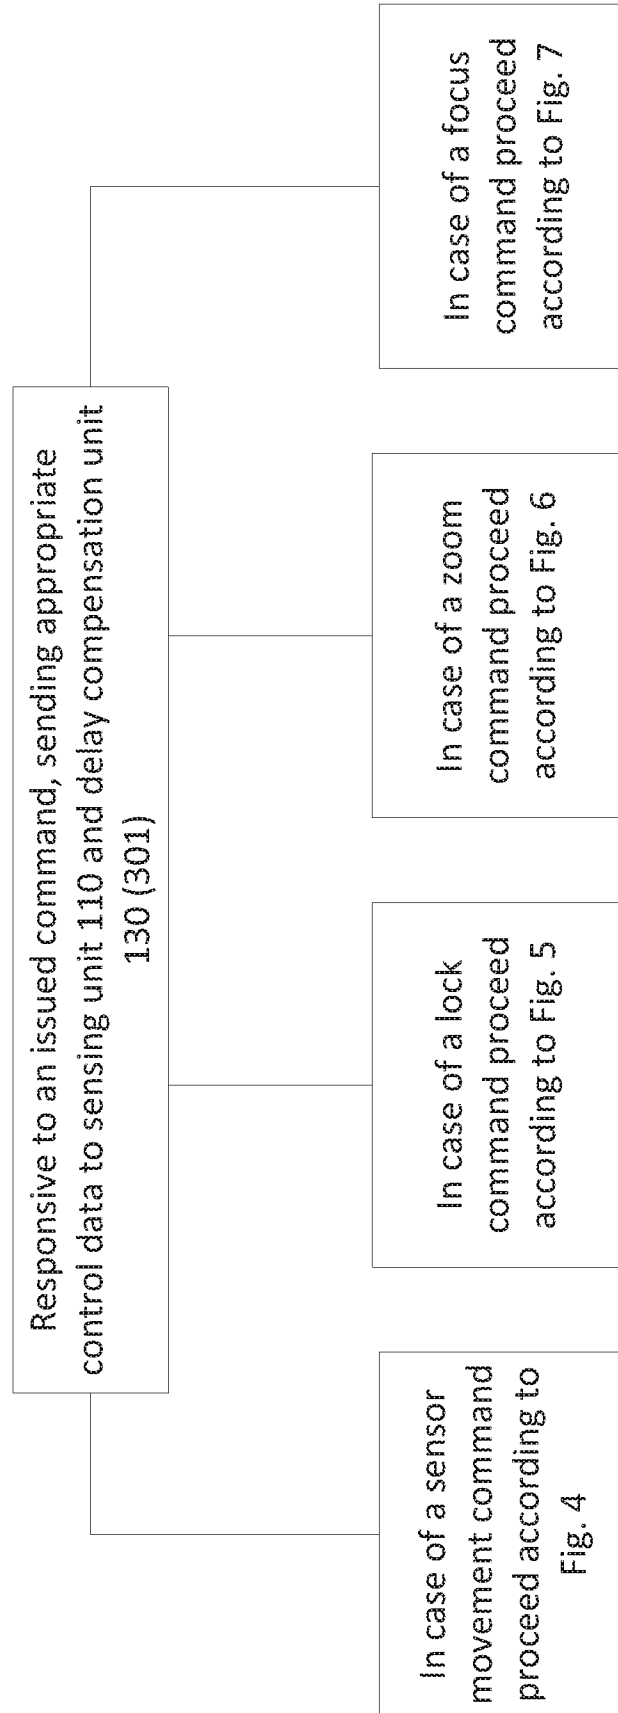 Responsive to an issued command, sending appropriate
control data to sensing unit 110 and delay compensation unit
130 (301)
In case of a sensor
movement command
proceed according to
Fig. 4
In case of a lock
command proceed
according to Fig. 5
In case of a zoom
command proceed
according to Fig. 6
In case of a focus
command proceed
according to Fig. 7